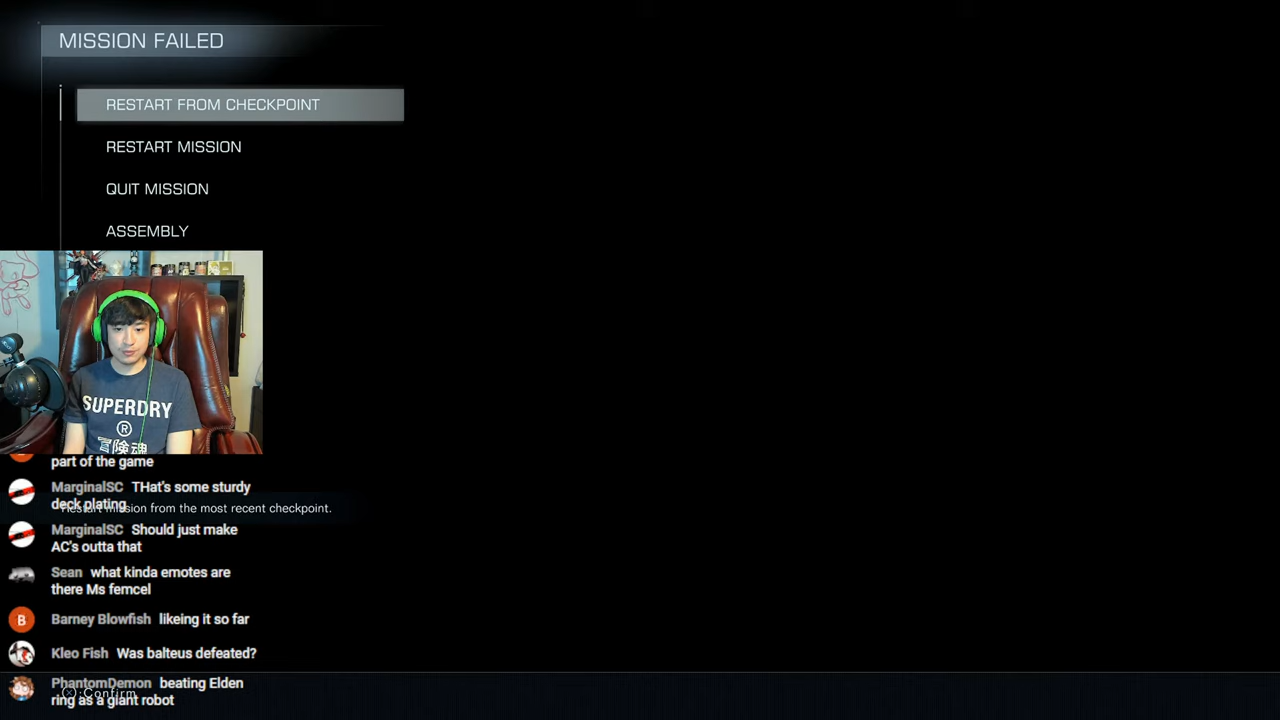 MISSION FAILED
RESTART FROM CHECKPOINT
RESTART MISSION
QUIT MISSION
ASSEMBLY
SUPERDRY
®
冒険魂
part of the game
MarginalSC THat's some sturdy
deck plating
Restart mission from the most recent checkpoint.
MarginalSC Should just make
AC's outta that
Sean what kinda emotes are
there Ms femcel
B Barney Blowfish likeing it so far
Kleo Fish Was balteus defeated?
PhantomDemon beating Elden
ring as a giant robot
:Confirm